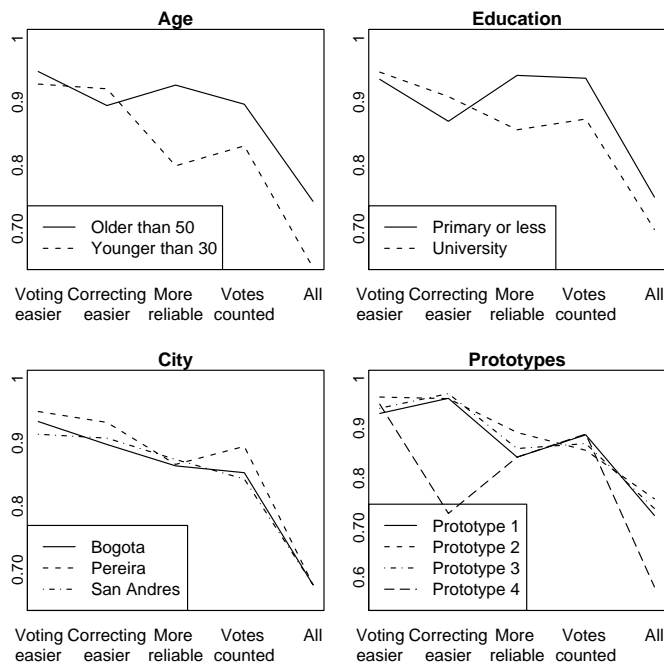 Age
1
0.9
0.8
0.70
Older than 50
Younger than 30
Voting easier
Correcting easier
More reliable
Votes counted
All
Education
1
0.9
0.8
0.70
Primary or less
University
Voting easier
Correcting easier
More reliable
Votes counted
All
City
1
0.9
0.8
0.70
Bogota
Pereira
San Andres
Voting easier
Correcting easier
More reliable
Votes counted
All
Prototypes
1
0.9
0.8
0.70
0.6
Prototype 1
Prototype 2
Prototype 3
Prototype 4
Voting easier
Correcting easier
More reliable
Votes counted
All